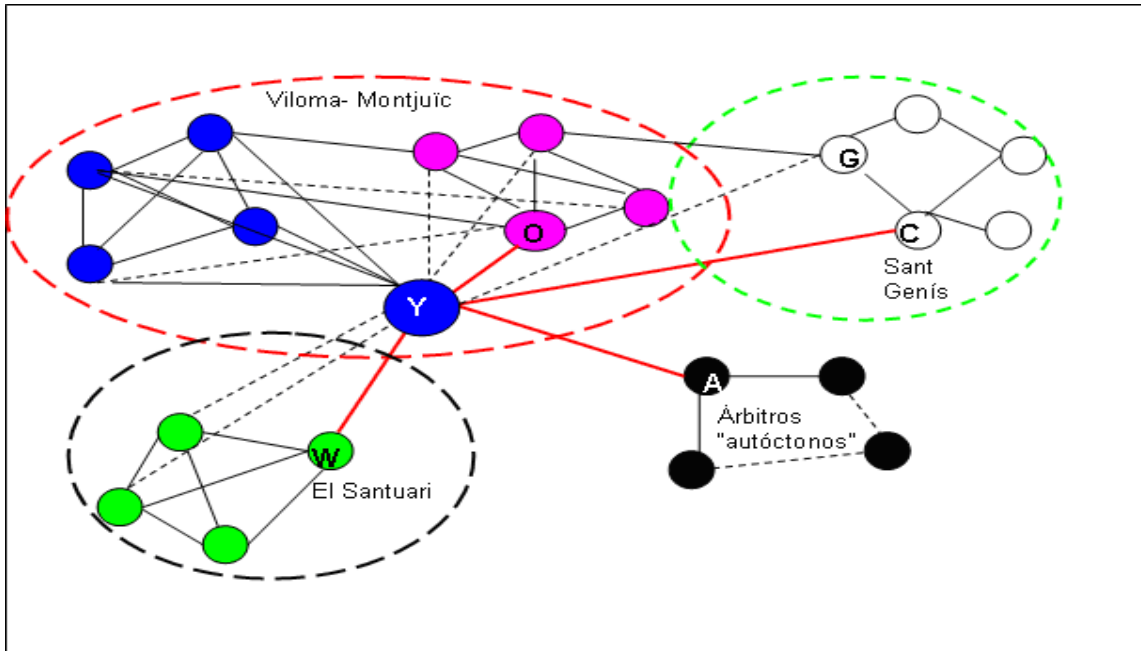 Viloma- Montjuïc
G
O
C
Sant
Genís
Y
A
Árbitros
"autóctonos"
W
El Santuari